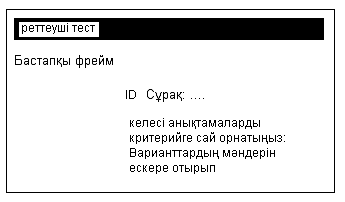 реттеуші тест
Бастапқы фрейм
ID Сұрақ: ....
келесі анықтамаларды
критерийге сай орнатыңыз:
Варианттардың мәндерін
ескере отырып